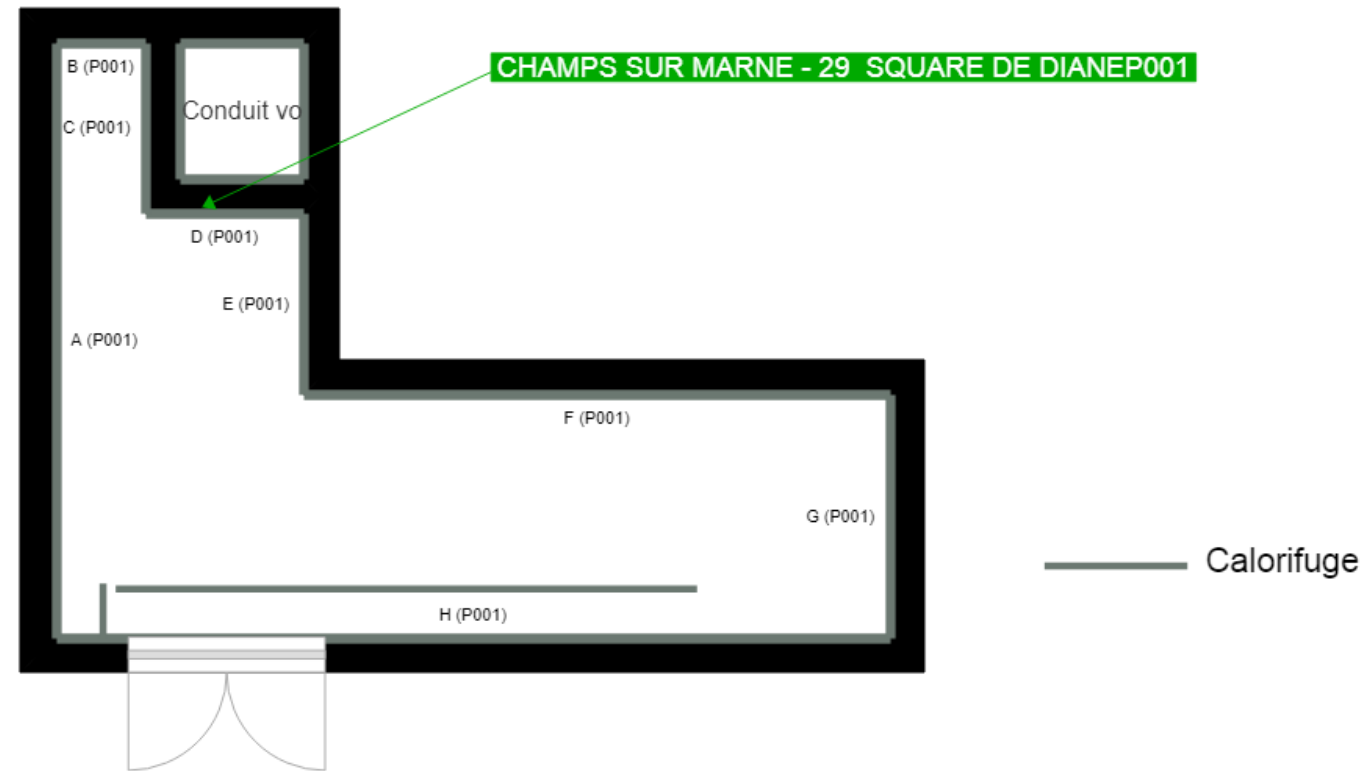 B (P001)
CHAMPS SUR MARNE - 29 SQUARE DE DIANEP001
Conduit vo
C (P001)
D (P001)
E (P001)
A (P001)
F (P001)
G (P001)
Calorifuge
H (P001)